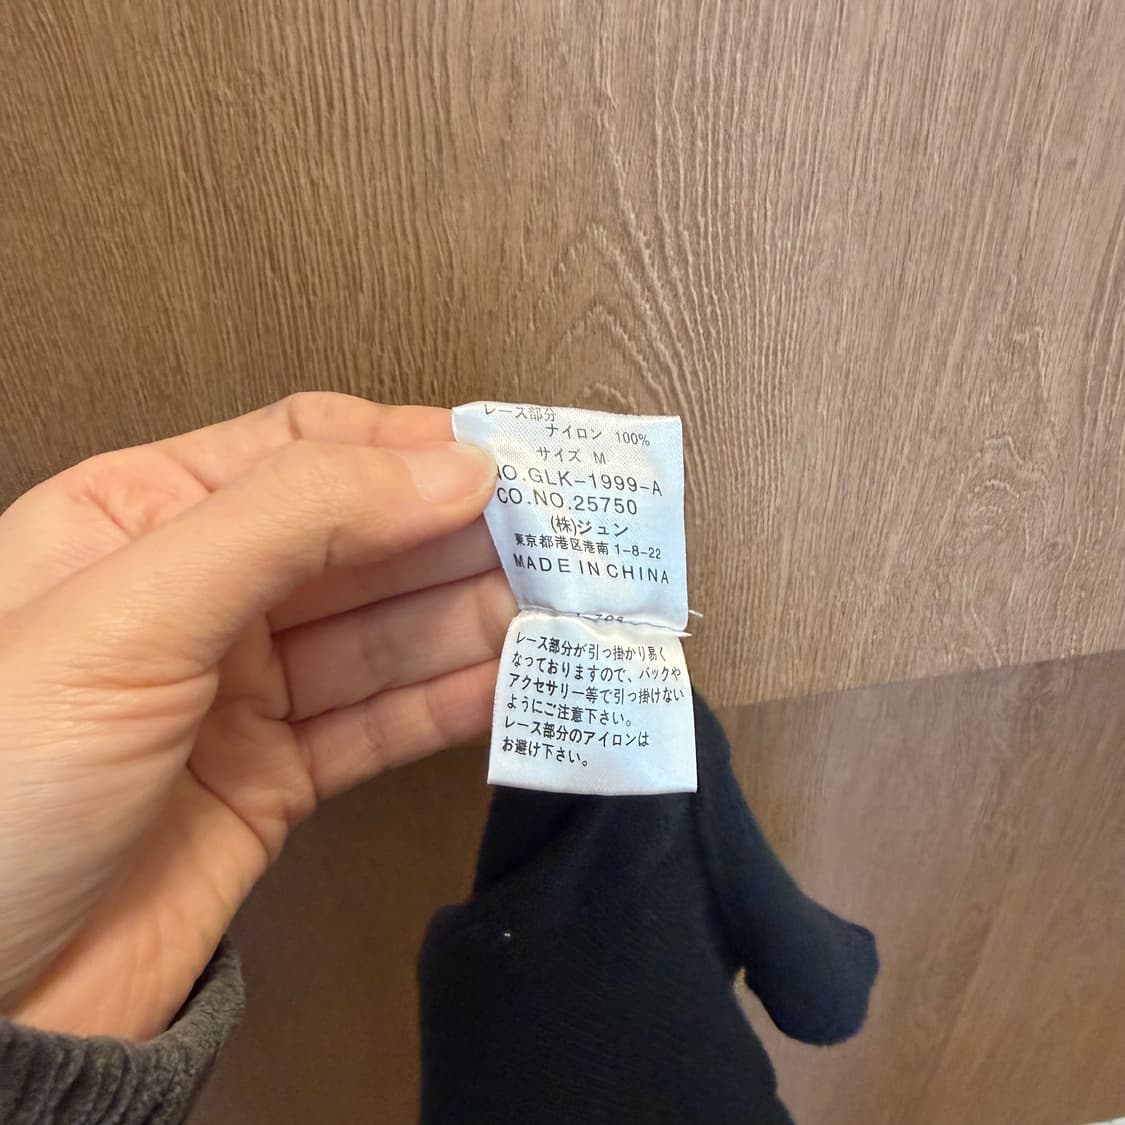 レース部分
ナイロン 100%
サイズ M
NO.GLK-1999-A
CO.NO.25750
(株)ジュン
東京都港区港南1-8-22
MADE IN CHINA
レース部分が引っ掛かり易く
なっておりますので、バックや
アクセサリー等で引っ掛けない
ようにご注意下さい。
レース部分のアイロンは
お避け下さい。